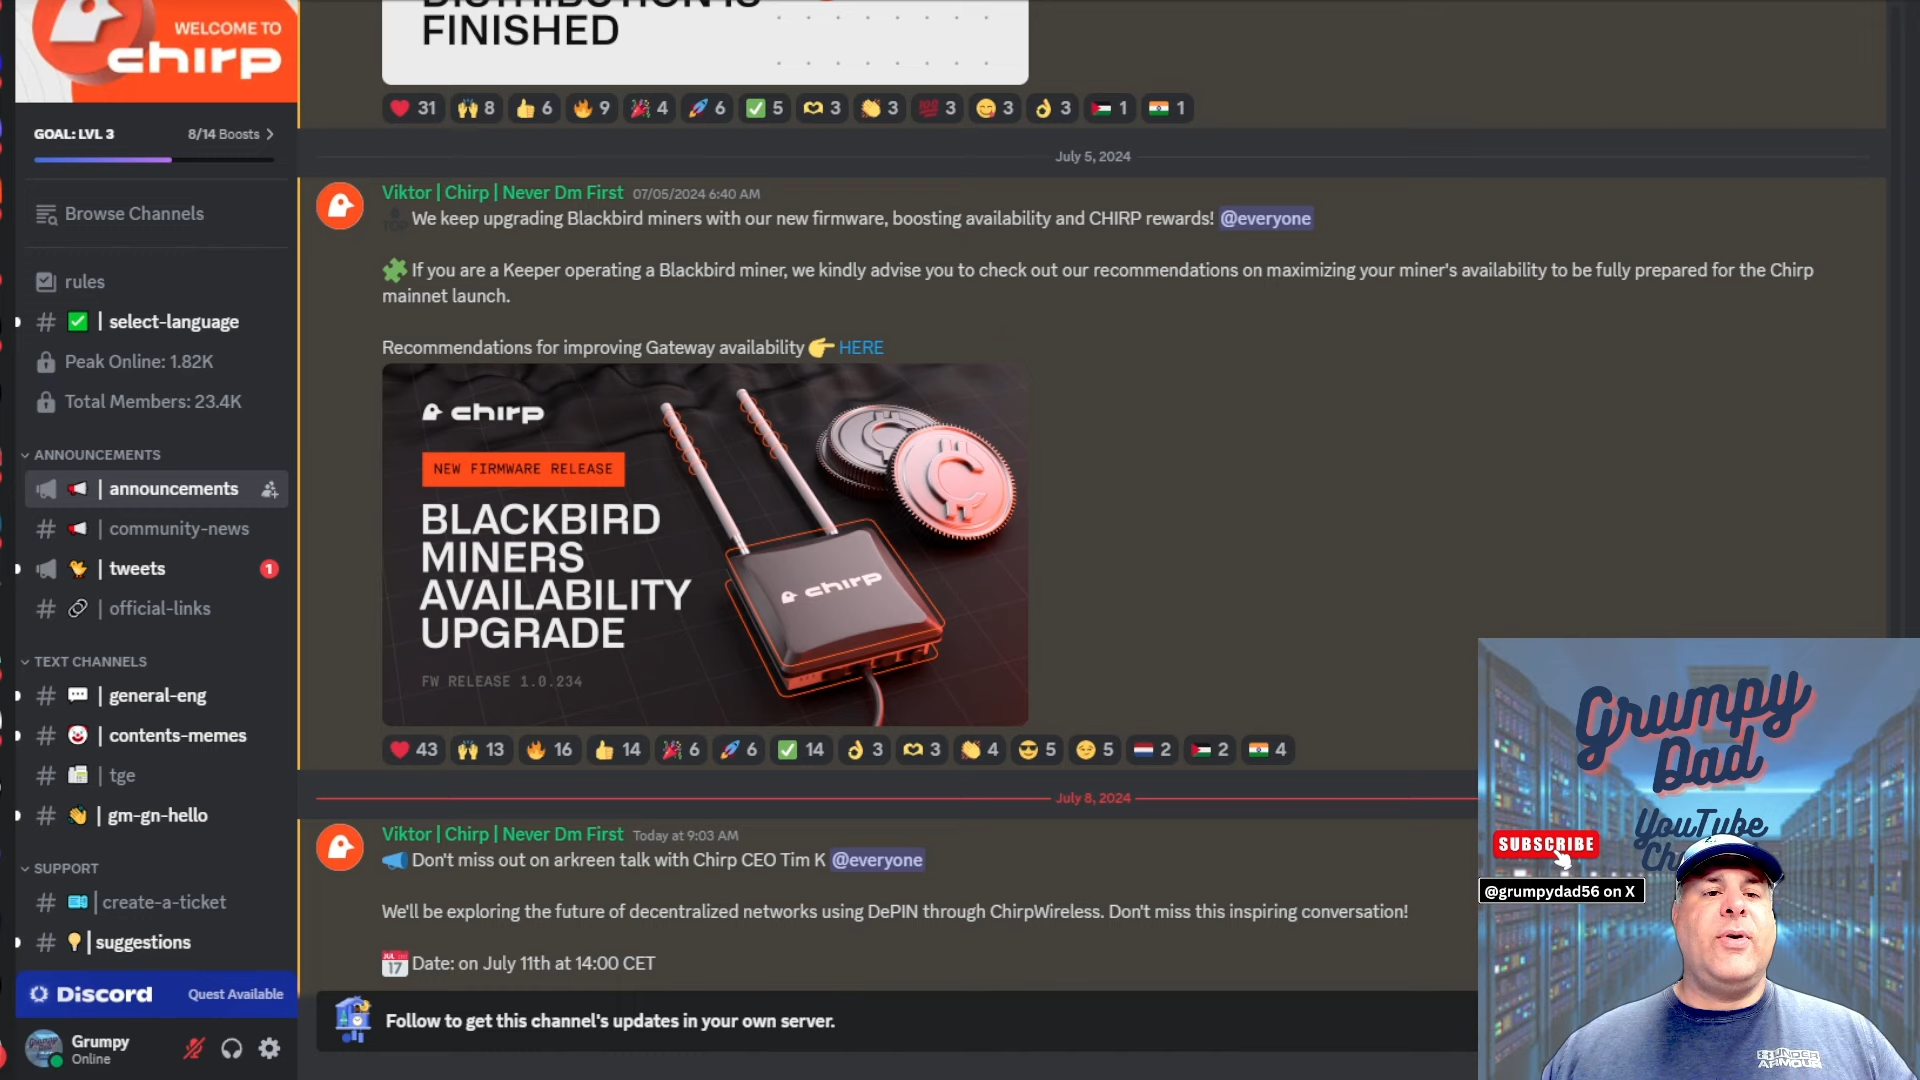 WELCOME TO
chirp
GOAL: LVL 3
8/14 Boosts
Browse Channels
rules
select-language
Peak Online: 1.82K
Total Members: 23.4K
ANNOUNCEMENTS
announcements
community-news
tweets
1
official-links
TEXT CHANNELS
general-eng
contents-memes
tge
gm-gn-hello
SUPPORT
create-a-ticket
suggestions
Discord
Quest Available
Grumpy
Online
DISTRIBUTION IS
FINISHED
31 8 6 9 4 6 5 3 3 3 3 3 1 1
July 5, 2024
Viktor | Chirp | Never Dm First 07/05/2024 6:40 AM
We keep upgrading Blackbird miners with our new firmware, boosting availability and CHIRP rewards! @everyone
If you are a Keeper operating a Blackbird miner, we kindly advise you to check out our recommendations on maximizing your miner's availability to be fully prepared for the Chirp
mainnet launch.
Recommendations for improving Gateway availability HERE
chirp
NEW FIRMWARE RELEASE
BLACKBIRD
MINERS
AVAILABILITY
UPGRADE
FW RELEASE 1.0.234
chirp
43 13 16 14 6 6 14 3 3 4 5 5 2 2 4
July 8, 2024
Viktor | Chirp | Never Dm First Today at 9:03 AM
Don't miss out on arkreen talk with Chirp CEO Tim K @everyone
We'll be exploring the future of decentralized networks using DePIN through ChirpWireless. Don't miss this inspiring conversation!
JUL
17
Date: on July 11th at 14:00 CET
Follow to get this channel's updates in your own server.
Grumpy
Dad
YouTube
SUBSCRIBE
@grumpydad56 on X
UNDER
ARMOUR